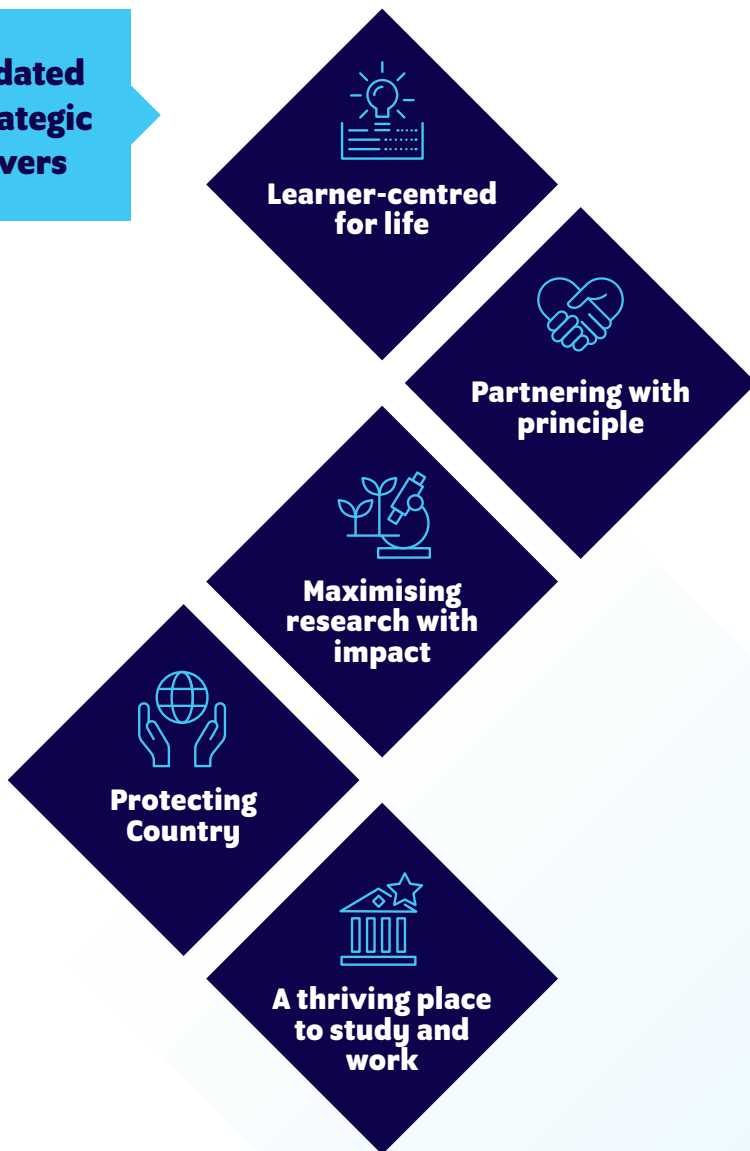 dated
ategic
vers
Learner-centred
for life
Partnering with
principle
Maximising
research with
impact
Protecting
Country
A thriving place
to study and
work